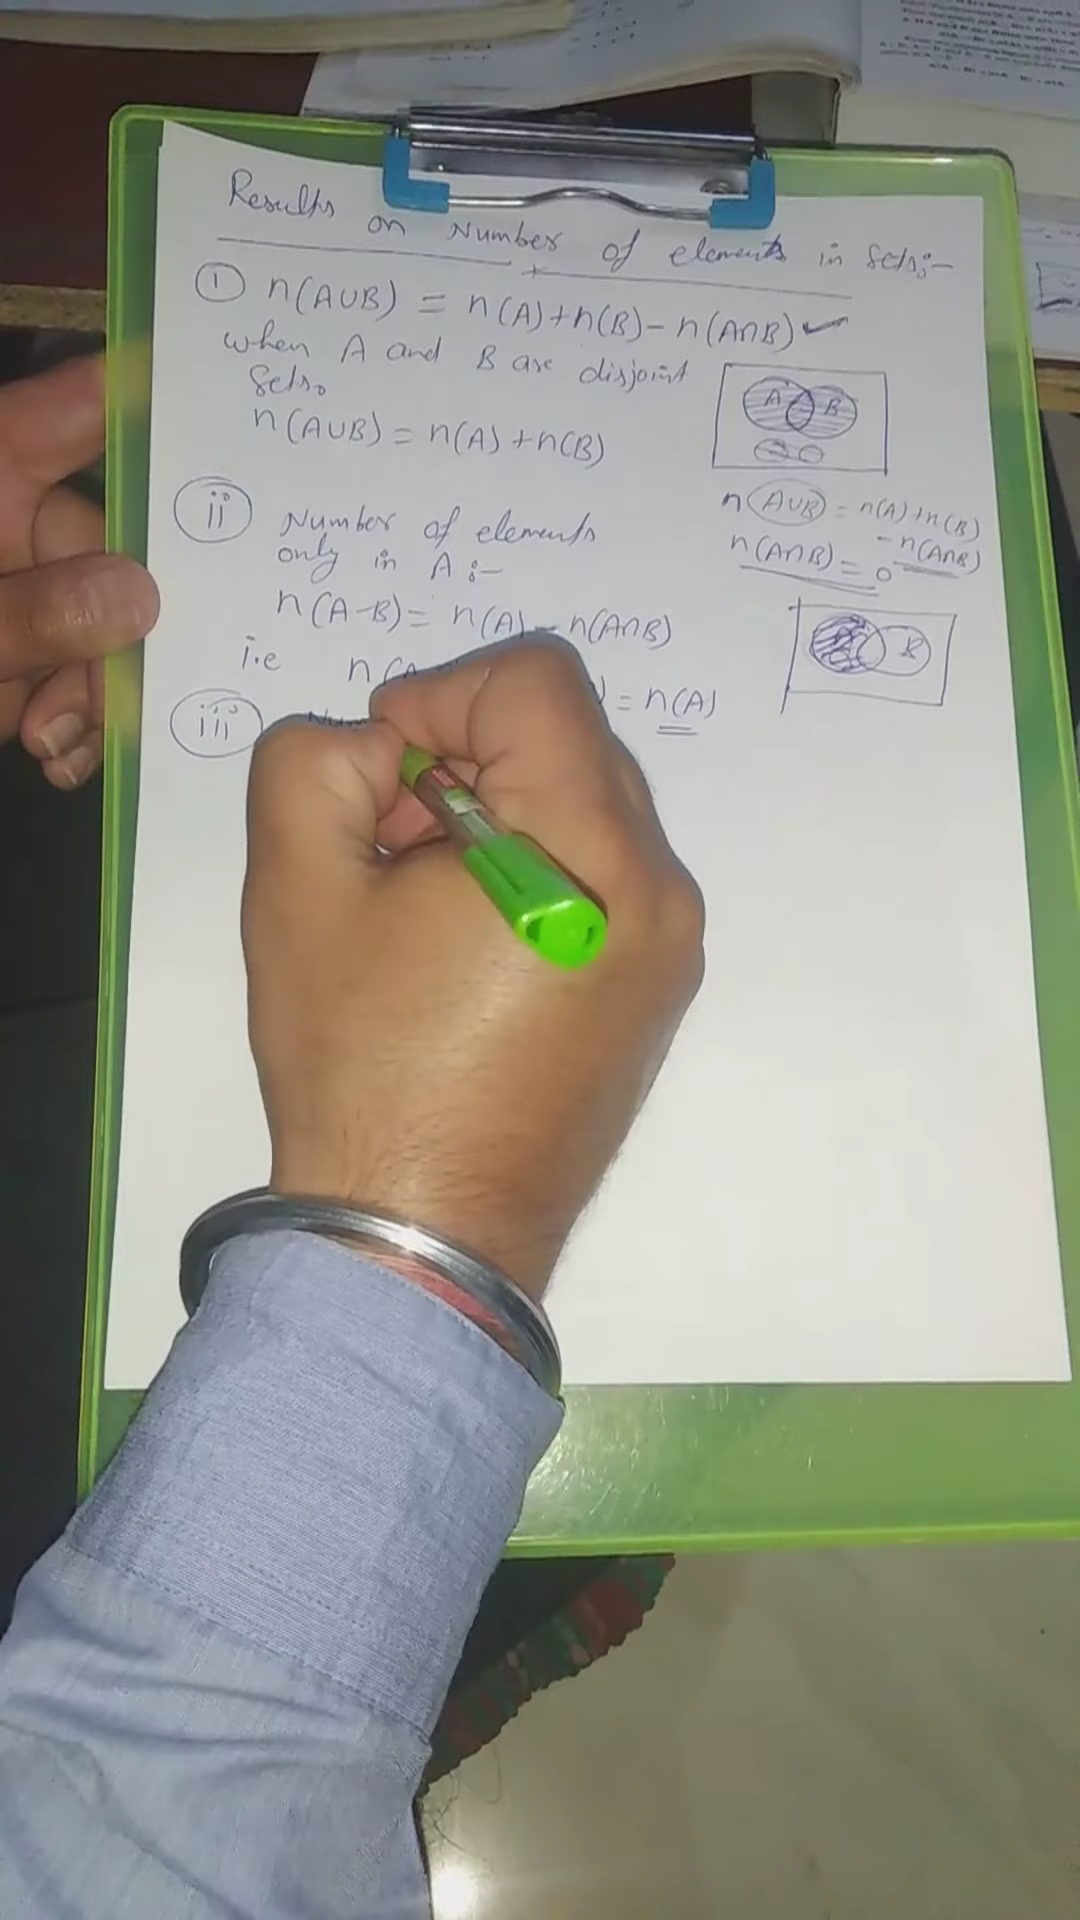 Results on Number of elements in Sets:-
① n(A∪B) = n(A)+n(B)-n(A∩B) ✓
when A and B are disjoint
Sets.
n(A∪B) = n(A)+n(B)
A B
n(A∪B) = n(A)+n(B)
-n(A∩B)
n(A∩B) = 0
ii Number of elements
only in A :-
n(A-B) = n(A) - n(A∩B)
B
i.e n(A
) = n(A)
iii Num